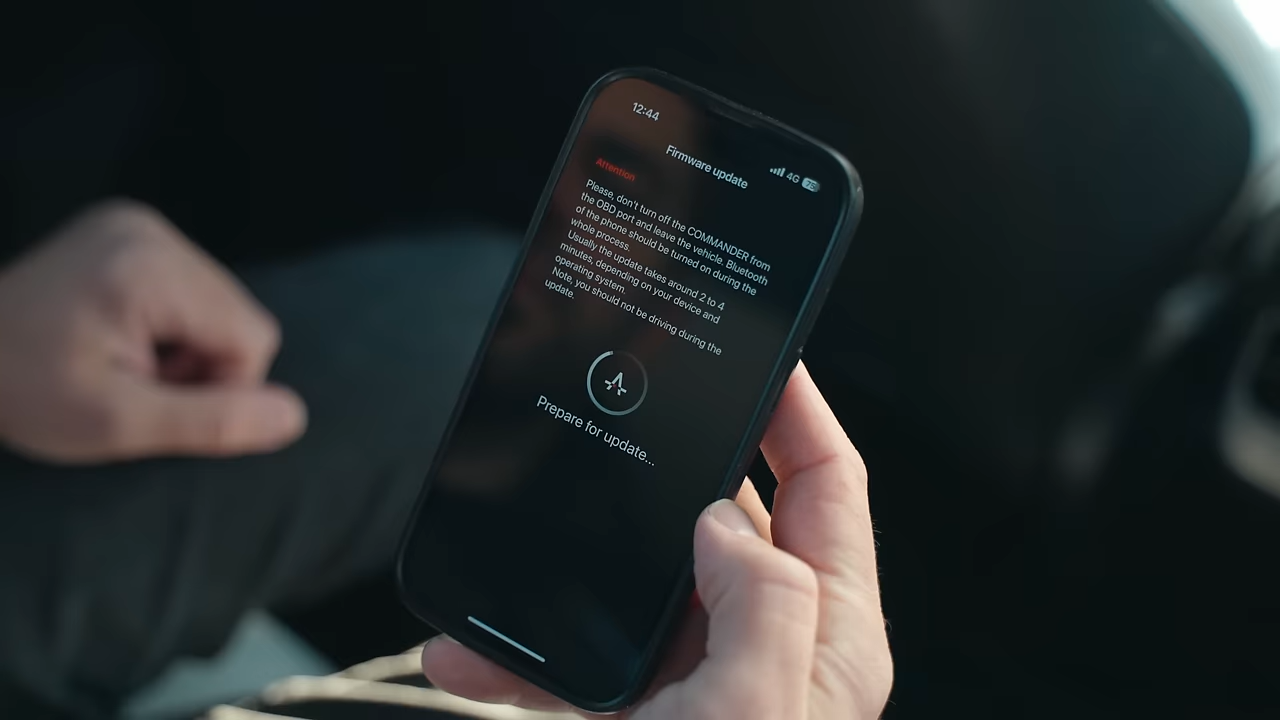 12:44
4G 76
Firmware update
Attention
Please, don't turn off the COMMANDER from
the OBD port and leave the vehicle. Bluetooth
of the phone should be turned on during the
whole process.
Usually the update takes around 2 to 4
minutes, depending on your device and
operating system.
Note, you should not be driving during the
update.
Prepare for update...